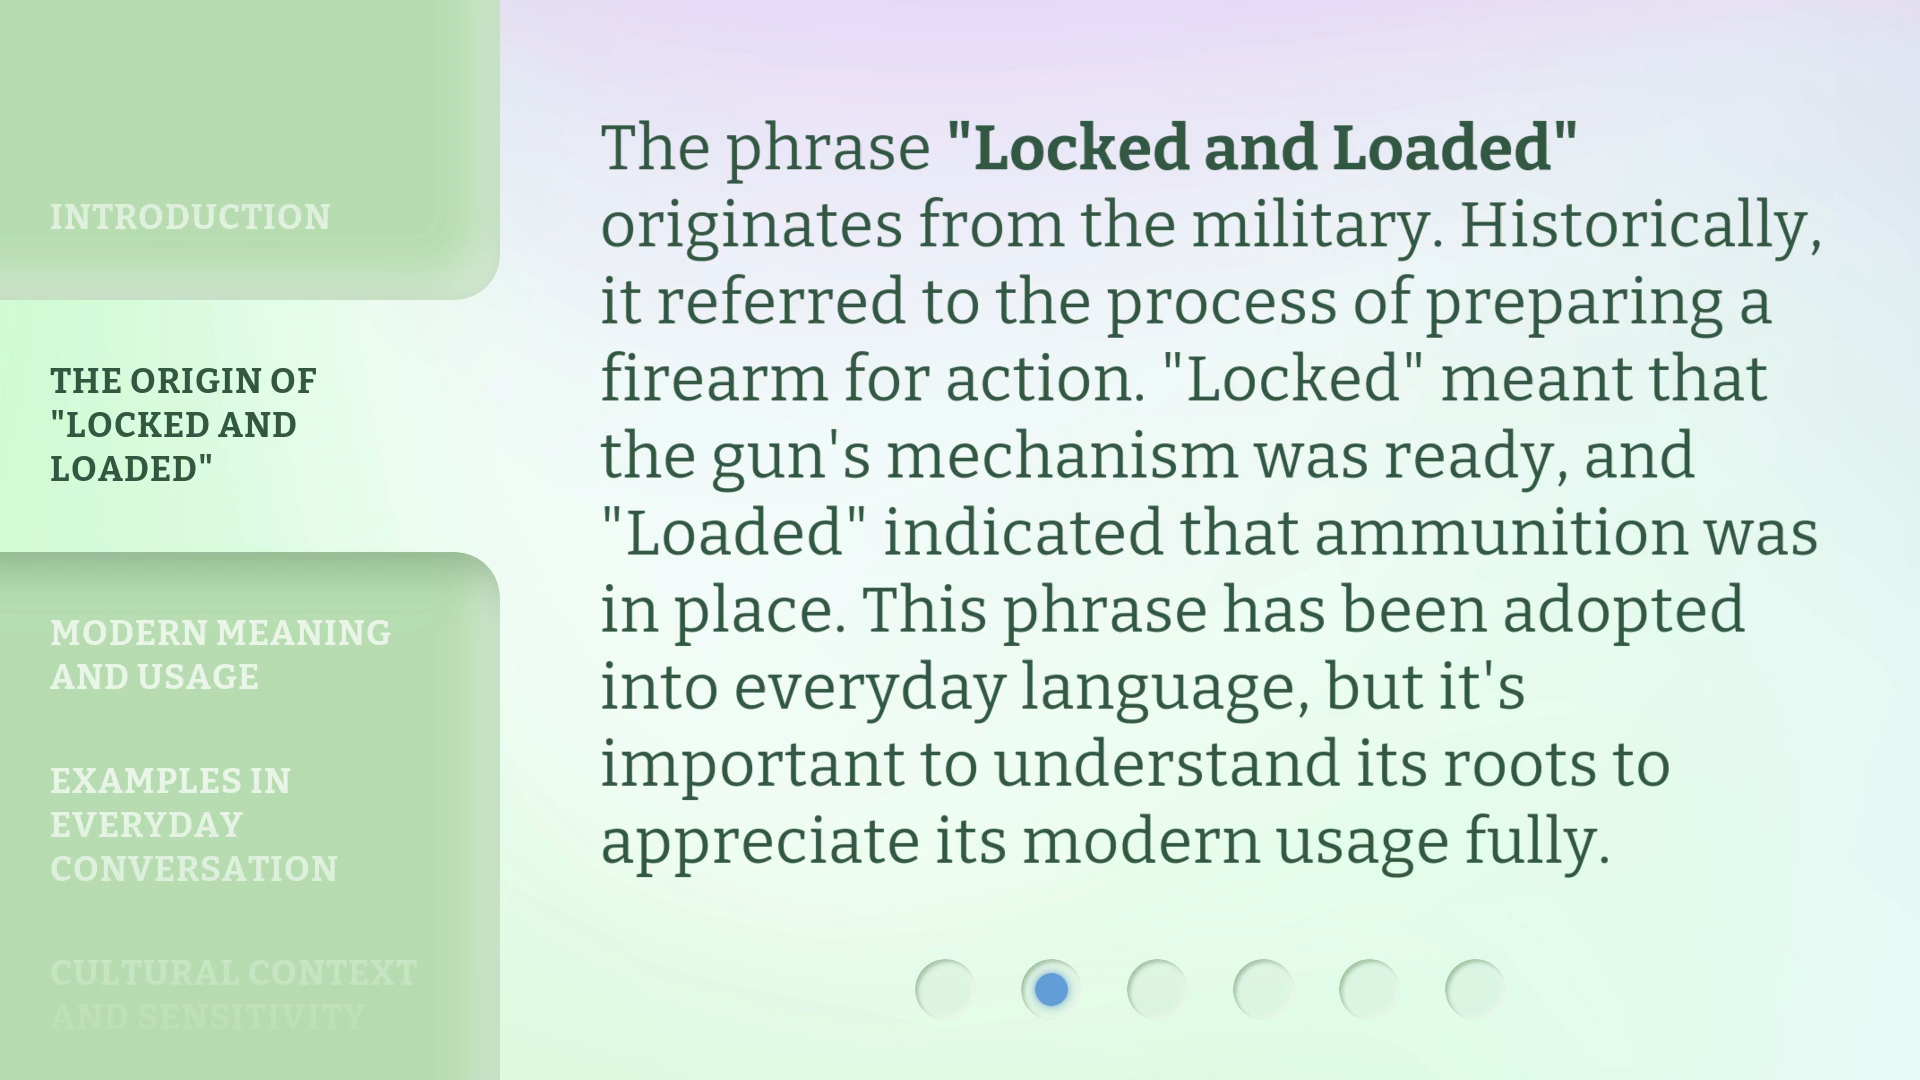 INTRODUCTION
THE ORIGIN OF
"LOCKED AND
LOADED"
MODERN MEANING
AND USAGE
EXAMPLES IN
EVERYDAY
CONVERSATION
CULTURAL CONTEXT
AND SENSITIVITY
The phrase "Locked and Loaded"
originates from the military. Historically,
it referred to the process of preparing a
firearm for action. "Locked" meant that
the gun's mechanism was ready, and
"Loaded" indicated that ammunition was
in place. This phrase has been adopted
into everyday language, but it's
important to understand its roots to
appreciate its modern usage fully.